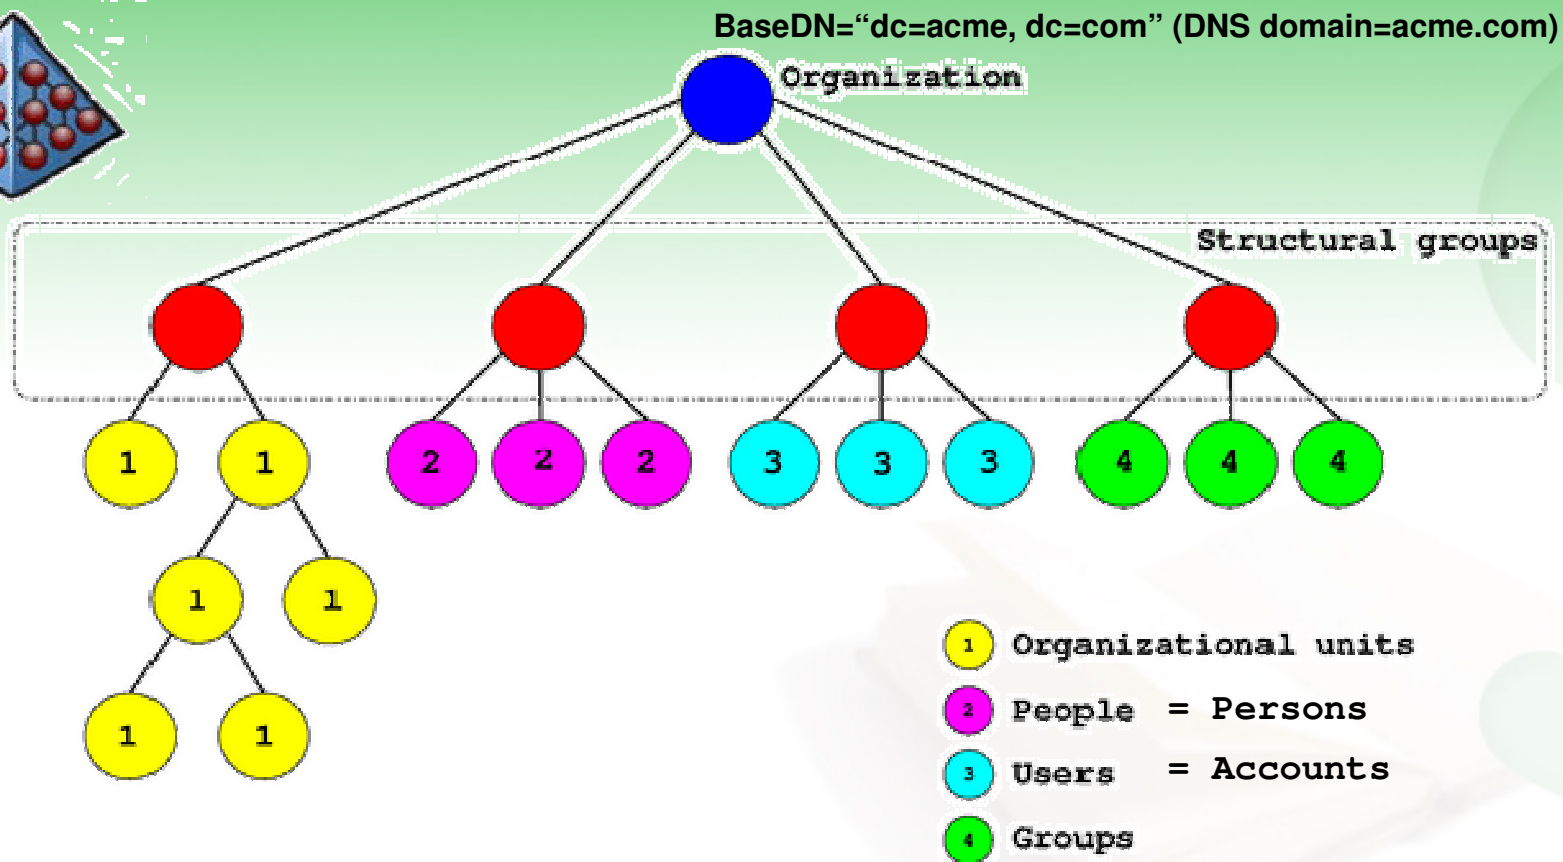 BaseDN=“dc=acme, dc=com” (DNS domain=acme.com)
Organization
Structural groups
1 1 2 2 2 3 3 3 4 4 4
1 1
1 1
1 Organizational units
2 People = Persons
3 Users = Accounts
4 Groups